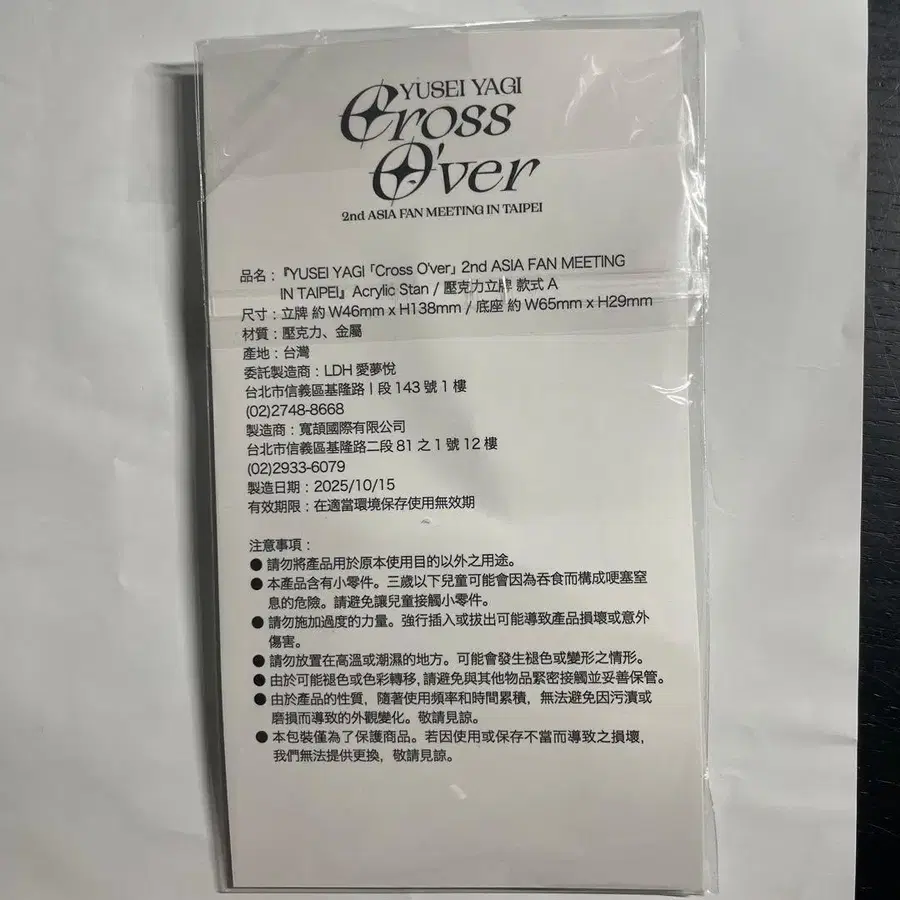 YUSEI YAGI
Cross
O'ver
2nd ASIA FAN MEETING IN TAIPEI
品名：『YUSEI YAGI「Cross O'ver」2nd ASIA FAN MEETING
IN TAIPEI』Acrylic Stan / 壓克力立牌 款式 A
尺寸：立牌 約 W46mm x H138mm / 底座 約 W65mm x H29mm
材質：壓克力、金屬
產地：台灣
委託製造商：LDH 愛夢悅
台北市信義區基隆路 1 段 143 號 1 樓
(02)2748-8668
製造商：寬頡國際有限公司
台北市信義區基隆路二段 81 之 1 號 12 樓
(02)2933-6079
製造日期：2025/10/15
有效期限：在適當環境保存使用無效期
注意事項：
● 請勿將產品用於原本使用目的以外之用途。
● 本產品含有小零件。三歲以下兒童可能會因為吞食而構成哽塞窒
息的危險。請避免讓兒童接觸小零件。
● 請勿施加過度的力量。強行插入或拔出可能導致產品損壞或意外
傷害。
● 請勿放置在高溫或潮濕的地方。可能會發生褪色或變形之情形。
● 由於可能褪色或色彩轉移，請避免與其他物品緊密接觸並妥善保管。
● 由於產品的性質，隨著使用頻率和時間累積，無法避免因污漬或
磨損而導致的外觀變化。敬請見諒。
● 本包裝僅為了保護商品。若因使用或保存不當而導致之損壞，
我們無法提供更換，敬請見諒。